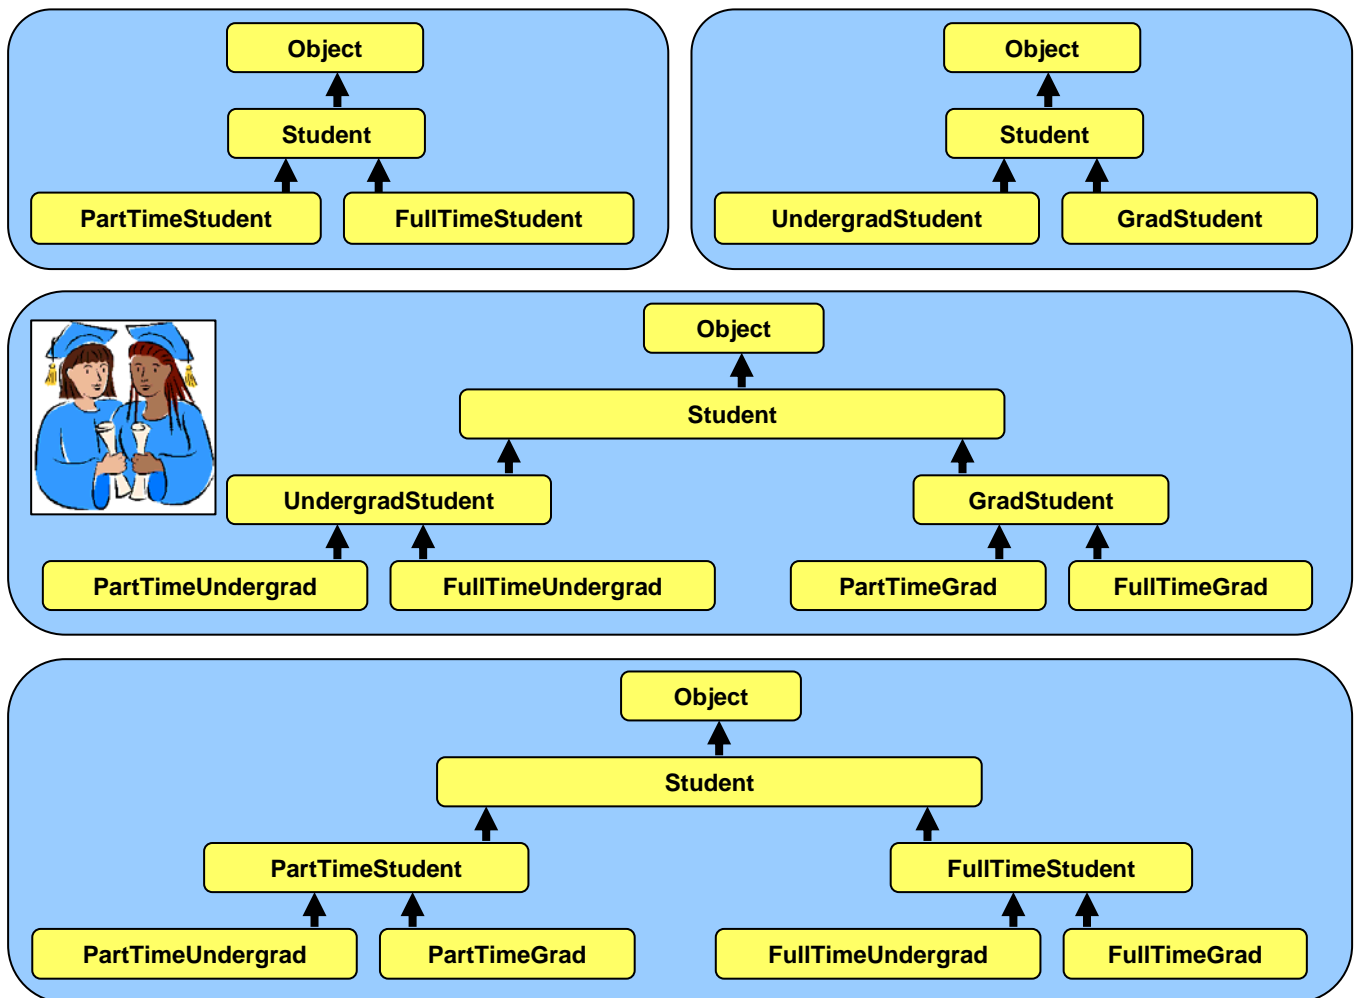 Object
Student
PartTimeStudent FullTimeStudent
Object
Student
UndergradStudent GradStudent
Object
Student
UndergradStudent GradStudent
PartTimeUndergrad FullTimeUndergrad PartTimeGrad FullTimeGrad
Object
Student
PartTimeStudent FullTimeStudent
PartTimeUndergrad PartTimeGrad FullTimeUndergrad FullTimeGrad